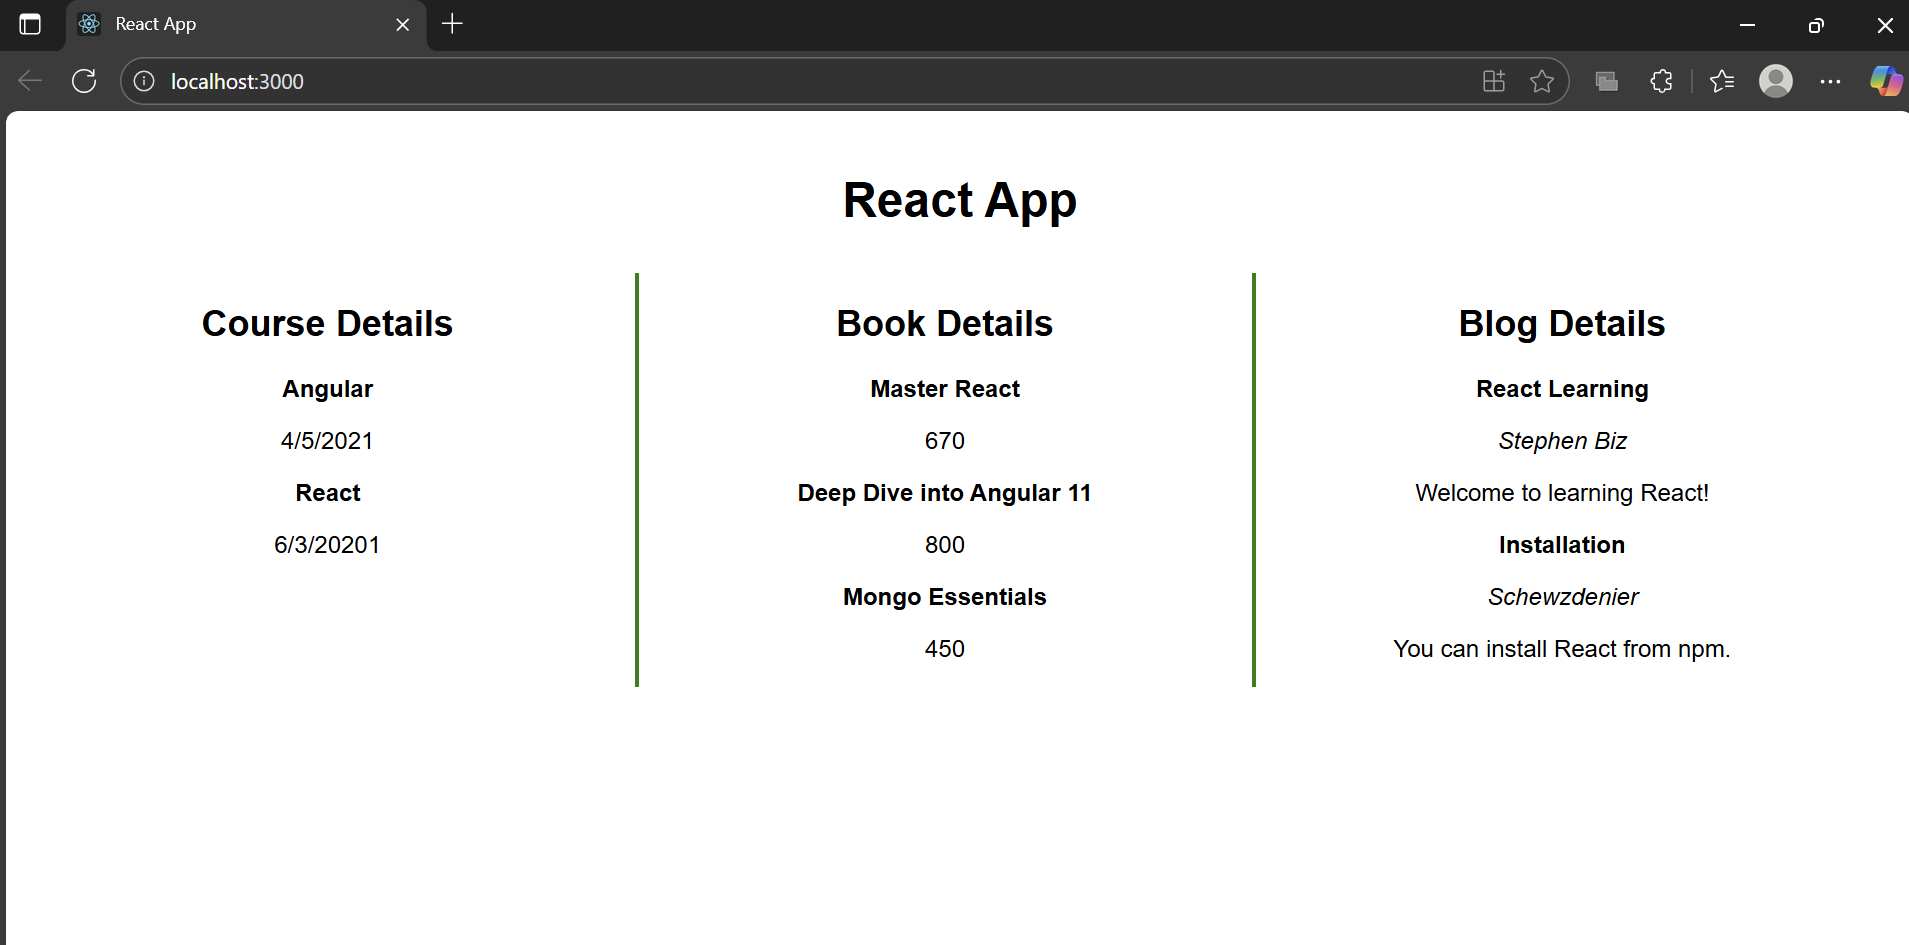 React App
localhost:3000
React App
Course Details
Angular
4/5/2021
React
6/3/20201
Book Details
Master React
670
Deep Dive into Angular 11
800
Mongo Essentials
450
Blog Details
React Learning
Stephen Biz
Welcome to learning React!
Installation
Schewzdenier
You can install React from npm.